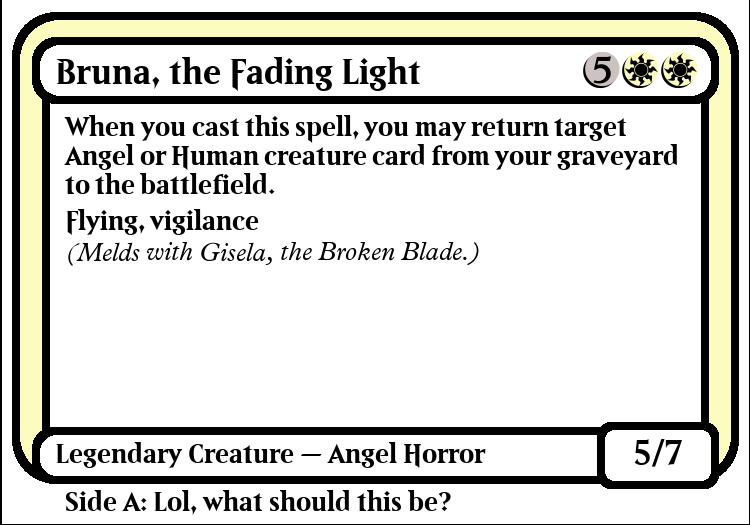 Bruna, the Fading Light 5
When you cast this spell, you may return target
Angel or Human creature card from your graveyard
to the battlefield.
Flying, vigilance
(Melds with Gisela, the Broken Blade.)
Legendary Creature — Angel Horror 5/7
Side A: Lol, what should this be?